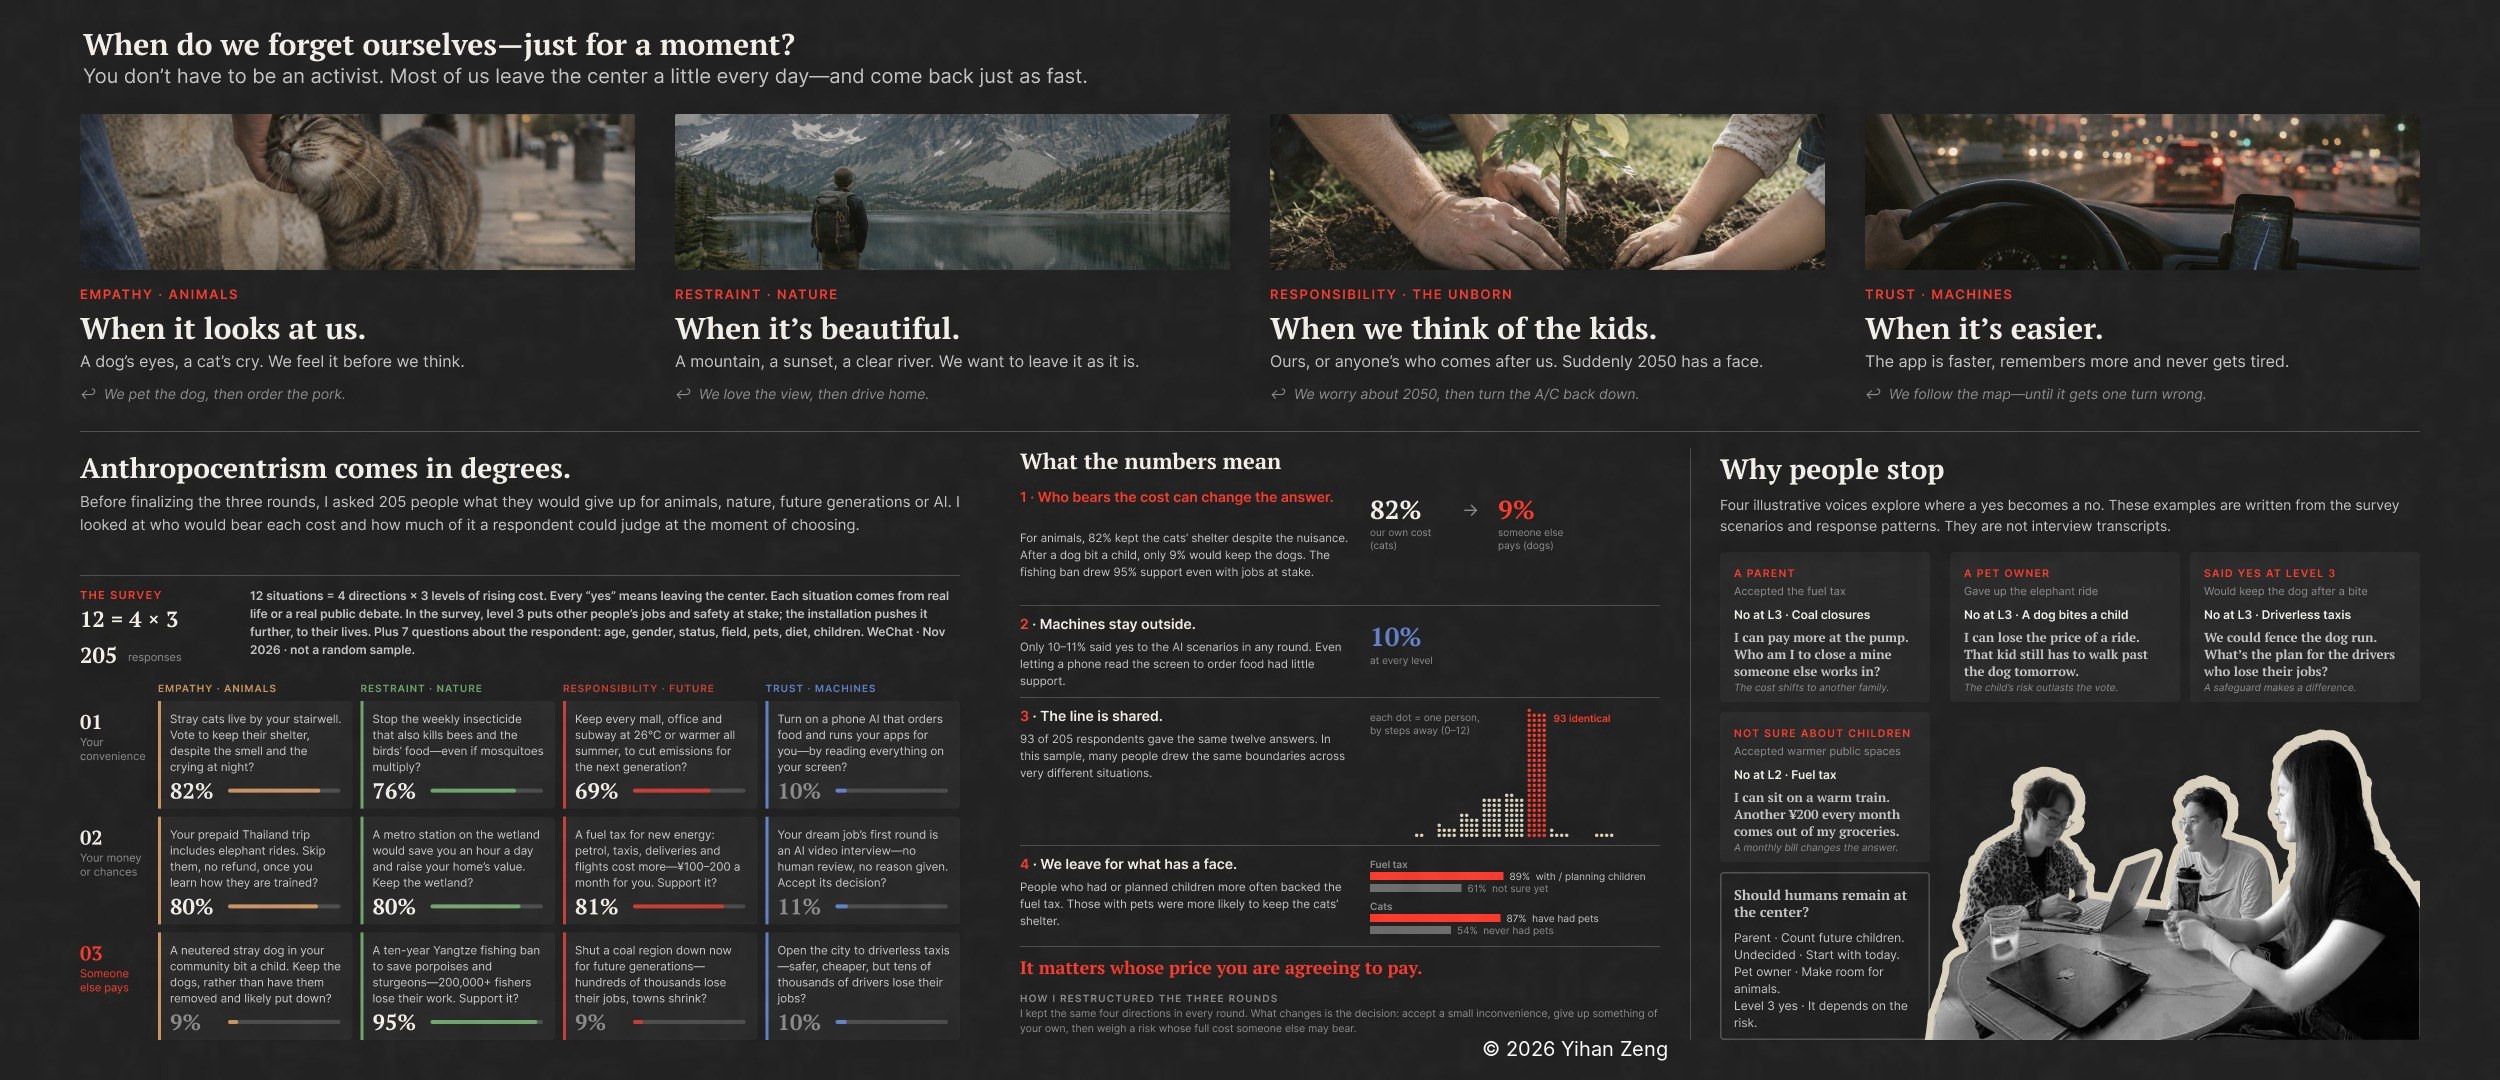 When do we forget ourselves—just for a moment?
You don’t have to be an activist. Most of us leave the center a little every day—and come back just as fast.
EMPATHY · ANIMALS
When it looks at us.
A dog’s eyes, a cat’s cry. We feel it before we think.
↩ We pet the dog, then order the pork.
RESTRAINT · NATURE
When it’s beautiful.
A mountain, a sunset, a clear river. We want to leave it as it is.
↩ We love the view, then drive home.
RESPONSIBILITY · THE UNBORN
When we think of the kids.
Ours, or anyone’s who comes after us. Suddenly 2050 has a face.
↩ We worry about 2050, then turn the A/C back down.
TRUST · MACHINES
When it’s easier.
The app is faster, remembers more and never gets tired.
↩ We follow the map—until it gets one turn wrong.
Anthropocentrism comes in degrees.
Before finalizing the three rounds, I asked 205 people what they would give up for animals, nature, future generations or AI. I
looked at who would bear each cost and how much of it a respondent could judge at the moment of choosing.
THE SURVEY
12 = 4 × 3
205 responses
12 situations = 4 directions × 3 levels of rising cost. Every “yes” means leaving the center. Each situation comes from real
life or a real public debate. In the survey, level 3 puts other people’s jobs and safety at stake; the installation pushes it
further, to their lives. Plus 7 questions about the respondent: age, gender, status, field, pets, diet, children. WeChat · Nov
2026 · not a random sample.
EMPATHY · ANIMALS
RESTRAINT · NATURE
RESPONSIBILITY · FUTURE
TRUST · MACHINES
01
Your
convenience
Stray cats live by your stairwell.
Vote to keep their shelter,
despite the smell and the
crying at night?
82%
Stop the weekly insecticide
that also kills bees and the
birds’ food—even if mosquitoes
multiply?
76%
Keep every mall, office and
subway at 26°C or warmer all
summer, to cut emissions for
the next generation?
69%
Turn on a phone AI that orders
food and runs your apps for
you—by reading everything on
your screen?
10%
02
Your money
or chances
Your prepaid Thailand trip
includes elephant rides. Skip
them, no refund, once you
learn how they are trained?
80%
A metro station on the wetland
would save you an hour a day
and raise your home’s value.
Keep the wetland?
80%
A fuel tax for new energy:
petrol, taxis, deliveries and
flights cost more—¥100–200 a
month for you. Support it?
81%
Your dream job’s first round is
an AI video interview—no
human review, no reason given.
Accept its decision?
11%
03
Someone
else pays
A neutered stray dog in your
community bit a child. Keep the
dogs, rather than have them
removed and likely put down?
9%
A ten-year Yangtze fishing ban
to save porpoises and
sturgeons—200,000+ fishers
lose their work. Support it?
95%
Shut a coal region down now
for future generations—
hundreds of thousands lose
their jobs, towns shrink?
9%
Open the city to driverless taxis
—safer, cheaper, but tens of
thousands of drivers lose their
jobs?
10%
What the numbers mean
1 · Who bears the cost can change the answer.
For animals, 82% kept the cats’ shelter despite the nuisance.
After a dog bit a child, only 9% would keep the dogs. The
fishing ban drew 95% support even with jobs at stake.
82% → 9%
our own cost
(cats)
someone else
pays (dogs)
2 · Machines stay outside.
Only 10–11% said yes to the AI scenarios in any round. Even
letting a phone read the screen to order food had little
support.
10%
at every level
3 · The line is shared.
93 of 205 respondents gave the same twelve answers. In
this sample, many people drew the same boundaries across
very different situations.
each dot = one person,
by steps away (0–12)
93 identical
4 · We leave for what has a face.
People who had or planned children more often backed the
fuel tax. Those with pets were more likely to keep the cats’
shelter.
Fuel tax
89% with / planning children
61% not sure yet
Cats
87% have had pets
54% never had pets
It matters whose price you are agreeing to pay.
HOW I RESTRUCTURED THE THREE ROUNDS
I kept the same four directions in every round. What changes is the decision: accept a small inconvenience, give up something of
your own, then weigh a risk whose full cost someone else may bear.
Why people stop
Four illustrative voices explore where a yes becomes a no. These examples are written from the survey
scenarios and response patterns. They are not interview transcripts.
A PARENT
Accepted the fuel tax
No at L3 · Coal closures
I can pay more at the pump.
Who am I to close a mine
someone else works in?
The cost shifts to another family.
A PET OWNER
Gave up the elephant ride
No at L3 · A dog bites a child
I can lose the price of a ride.
That kid still has to walk past
the dog tomorrow.
The child’s risk outlasts the vote.
SAID YES AT LEVEL 3
Would keep the dog after a bite
No at L3 · Driverless taxis
We could fence the dog run.
What’s the plan for the drivers
who lose their jobs?
A safeguard makes a difference.
NOT SURE ABOUT CHILDREN
Accepted warmer public spaces
No at L2 · Fuel tax
I can sit on a warm train.
Another ¥200 every month
comes out of my groceries.
A monthly bill changes the answer.
Should humans remain at
the center?
Parent · Count future children.
Undecided · Start with today.
Pet owner · Make room for
animals.
Level 3 yes · It depends on the
risk.
© 2026 Yihan Zeng